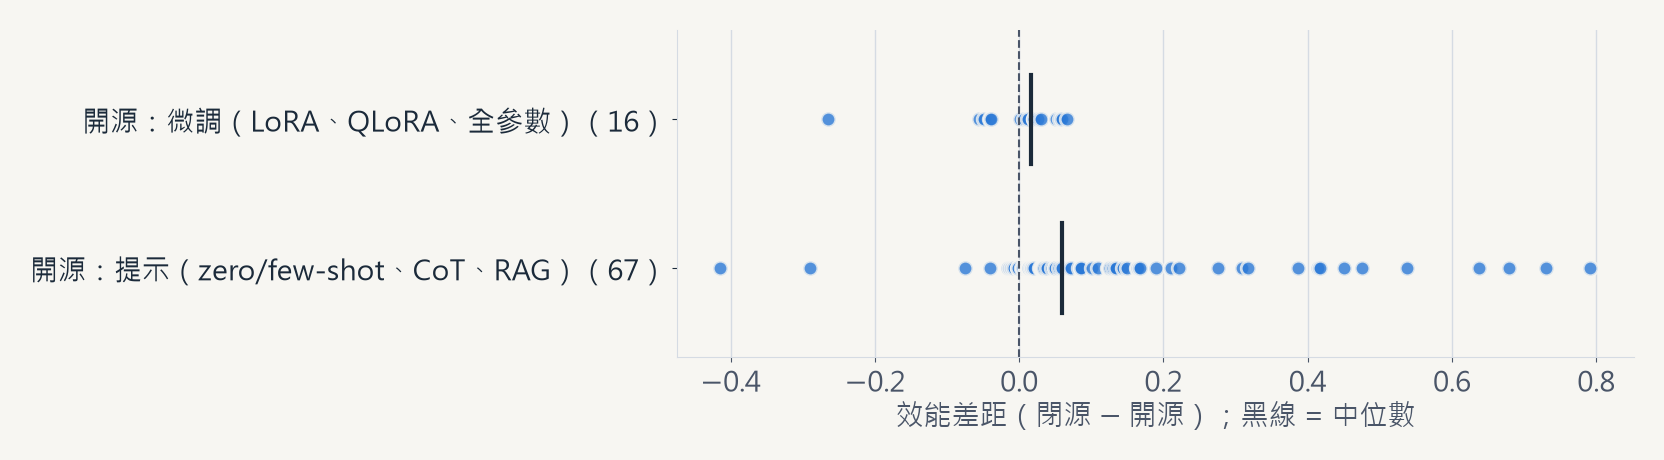 開源：微調（LoRA、QLoRA、全參數）（16）
開源：提示（zero/few-shot、CoT、RAG）（67）
−0.4 −0.2 0.0 0.2 0.4 0.6 0.8
效能差距（閉源 − 開源）；黑線 = 中位數